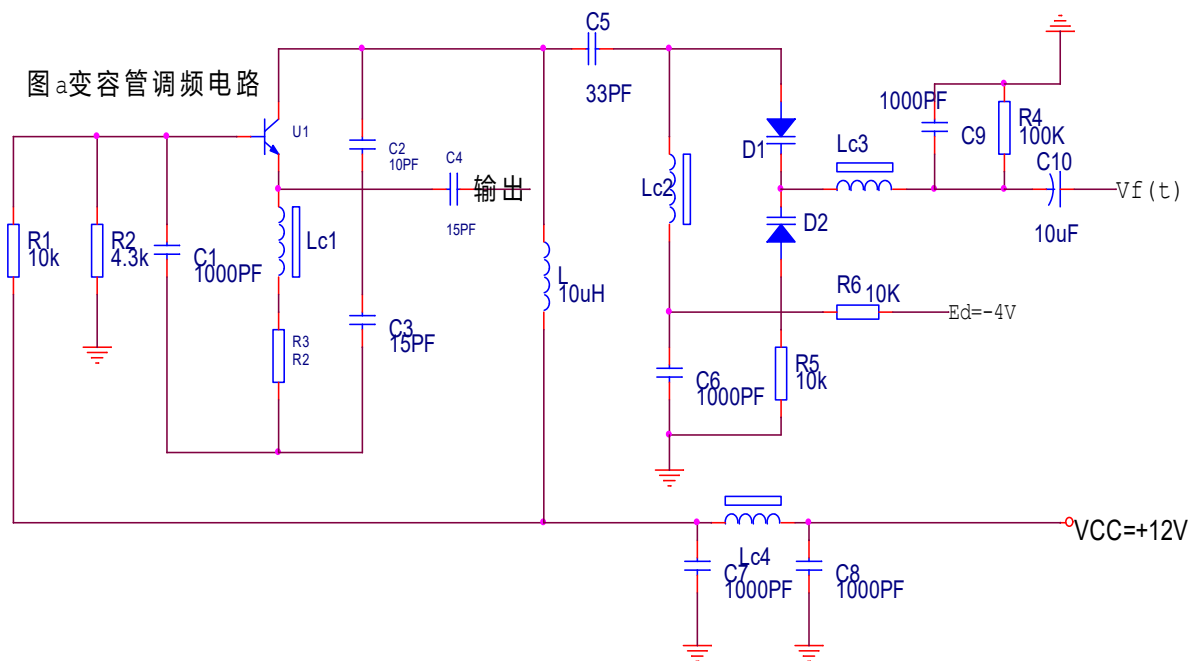 图a变容管调频电路
C5
33PF
U1
C2
10PF
C4
15PF
输出
1000PF
C9
R4
100K
C10
10uF
Vf(t)
D1
Lc3
Lc2
D2
R1
10k
R2
4.3k
C1
1000PF
Lc1
L
10uH
R6
10K
Ed=-4V
R3
R2
C3
15PF
C6
1000PF
R5
10k
VCC=+12V
Lc4
C7
1000PF
C8
1000PF